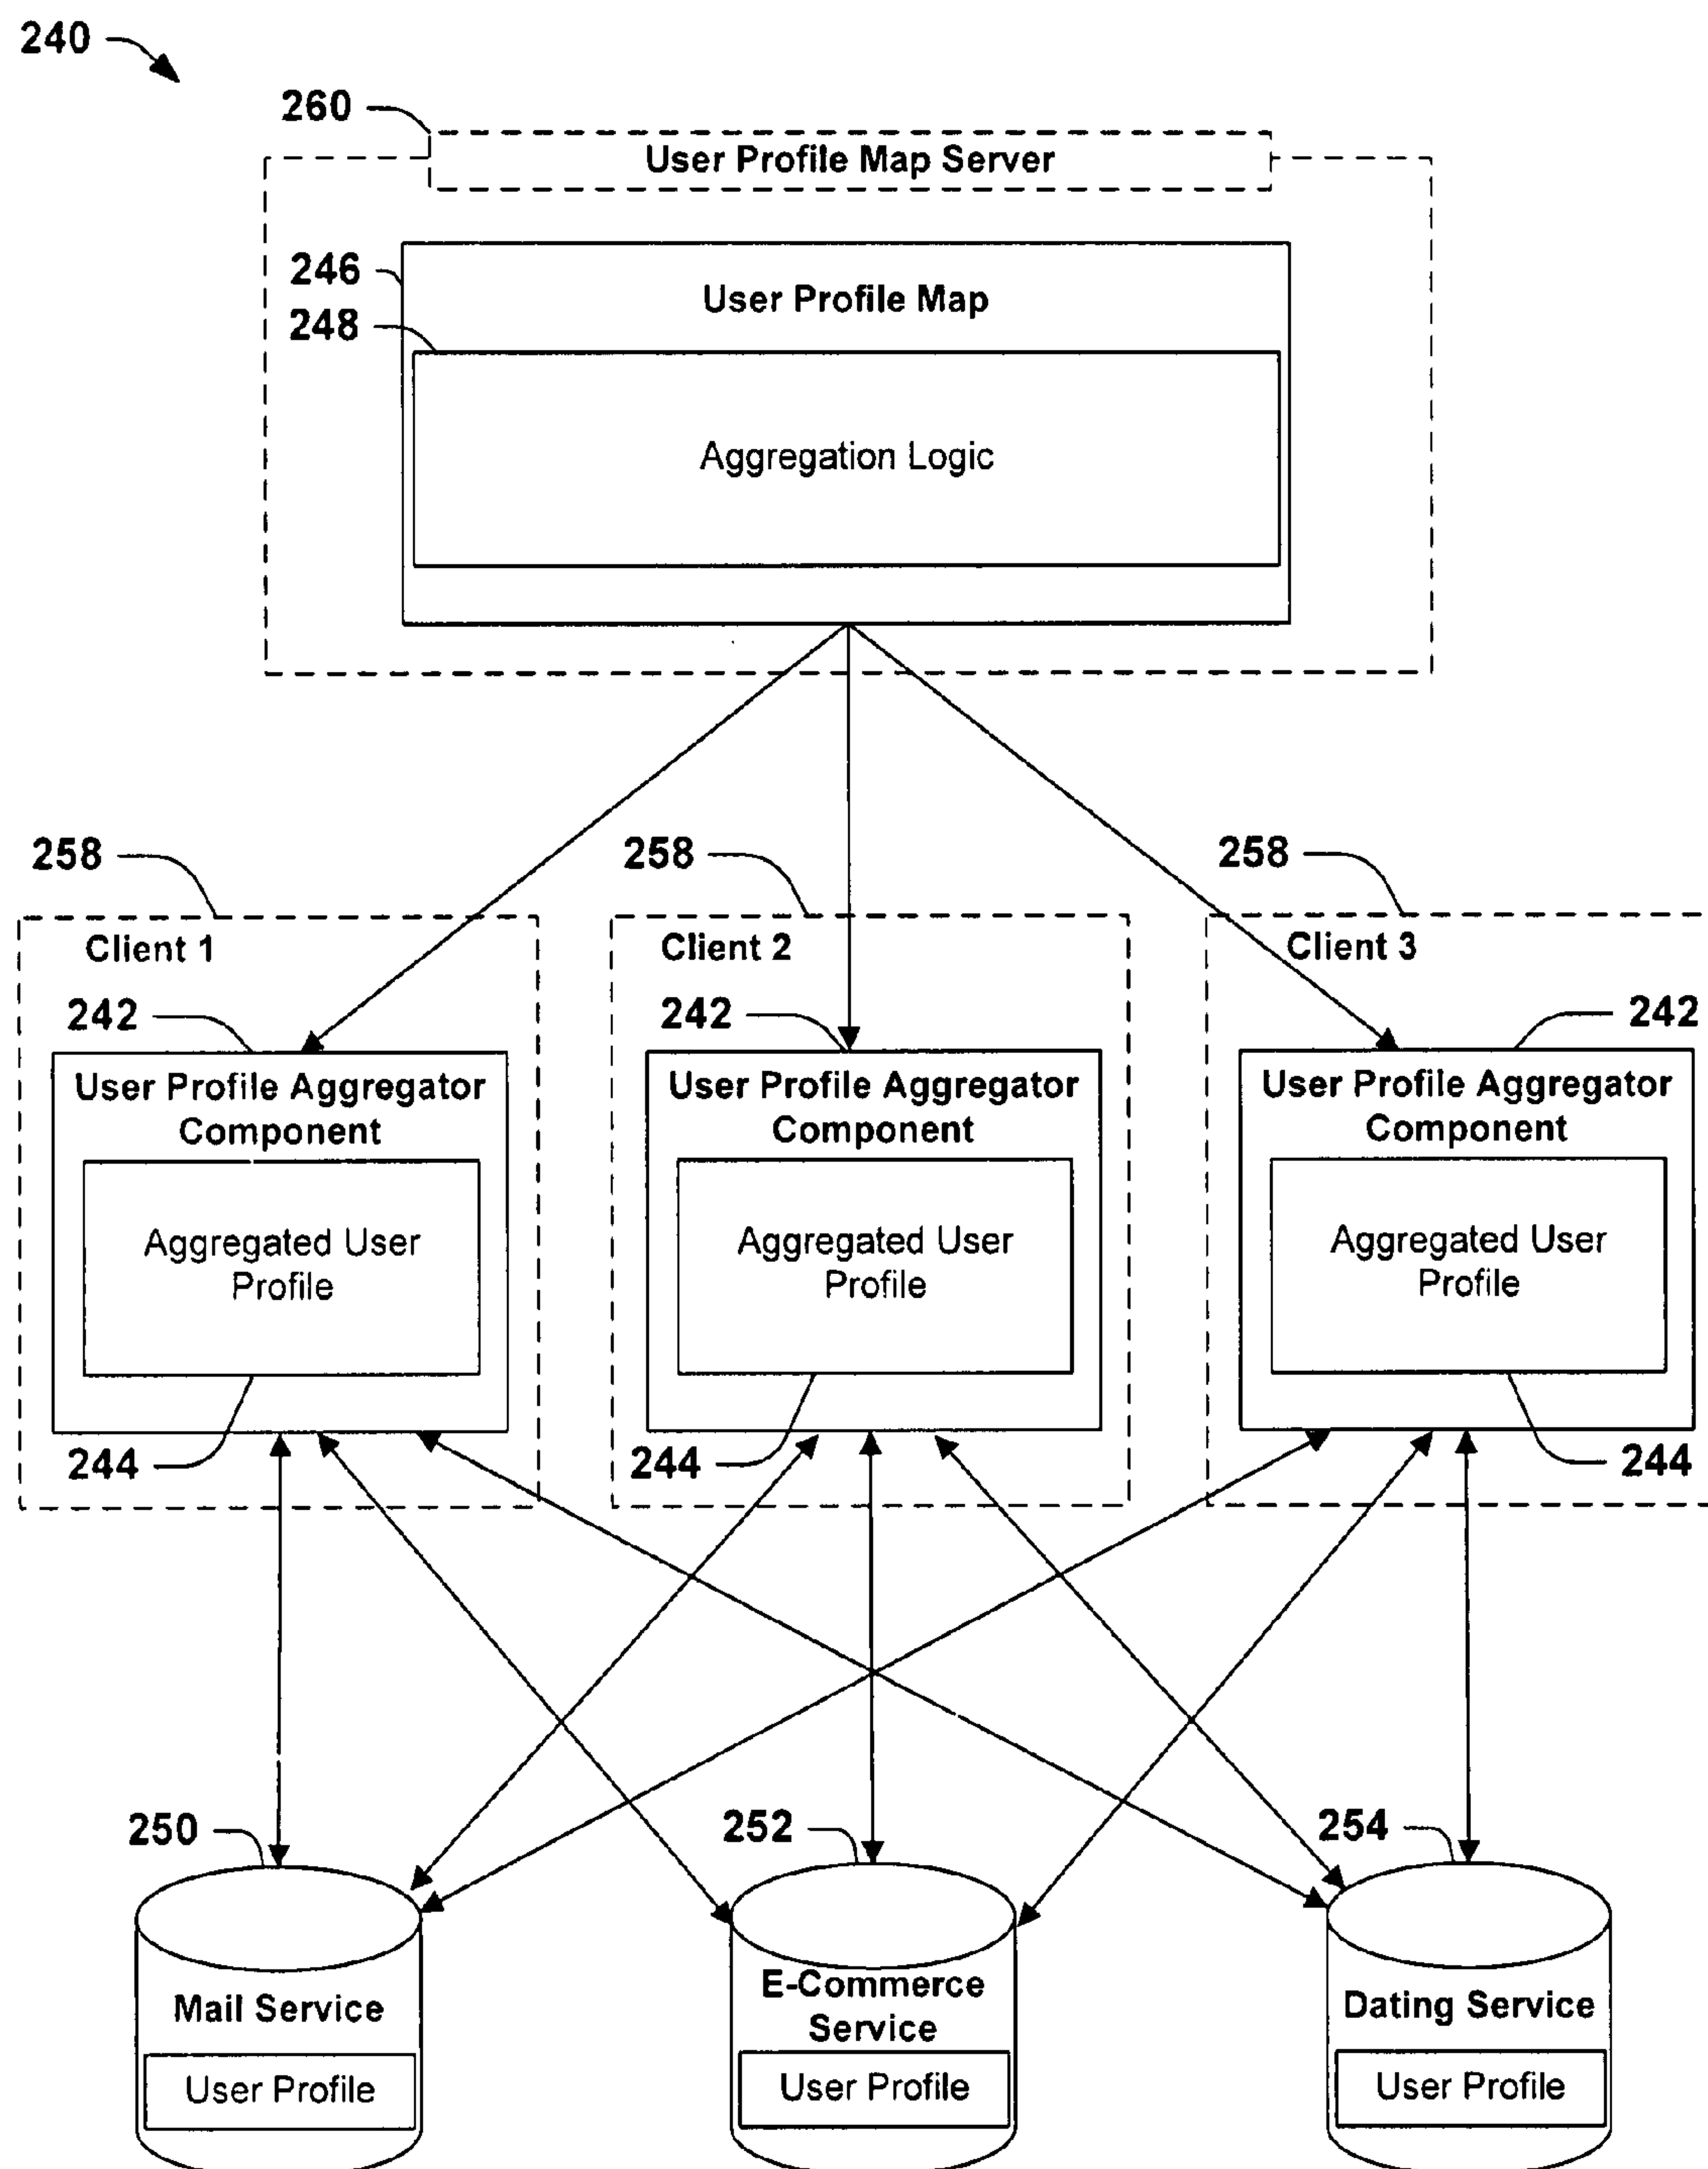 240
260
User Profile Map Server
246
User Profile Map
248
Aggregation Logic
258
258
258
Client 1
Client 2
Client 3
242
242
242
User Profile Aggregator
Component
User Profile Aggregator
Component
User Profile Aggregator
Component
Aggregated User
Profile
Aggregated User
Profile
Aggregated User
Profile
244
244
244
250
252
254
Mail Service
User Profile
E-Commerce
Service
User Profile
Dating Service
User Profile